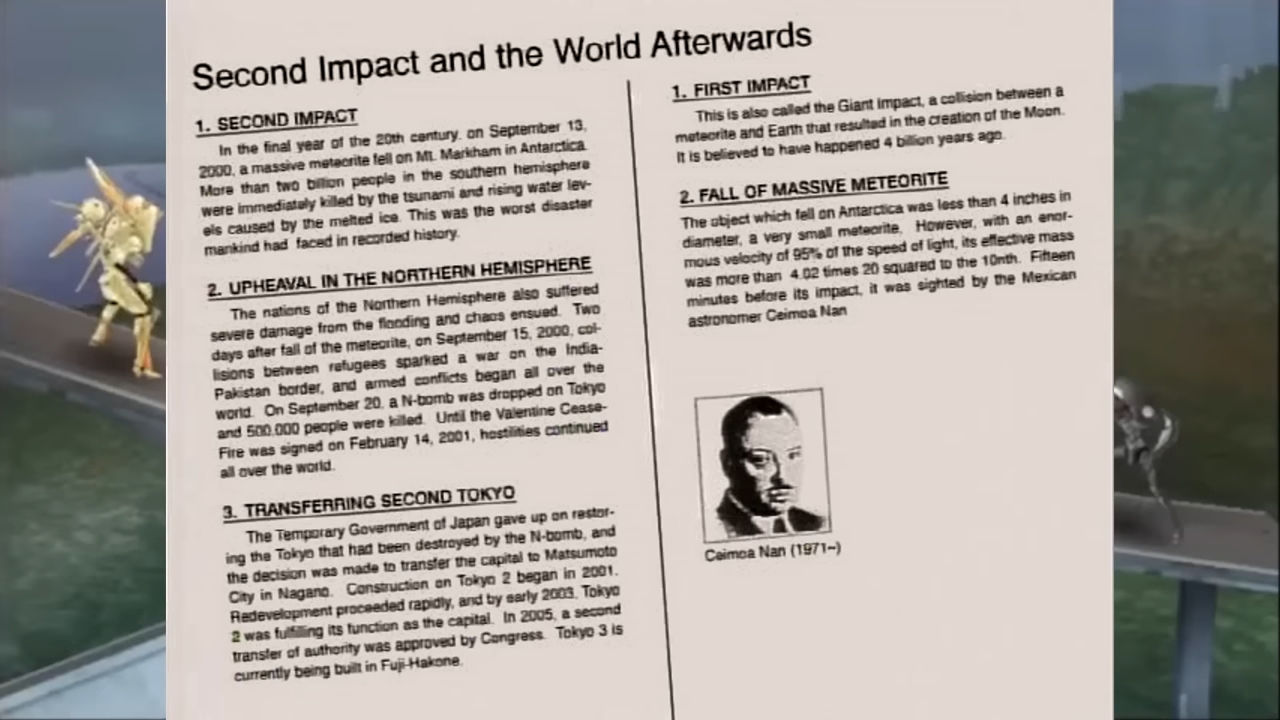 Second Impact and the World Afterwards
1. SECOND IMPACT
In the final year of the 20th century, on September 13,
2000, a massive meteorite fell on Mt. Markham in Antarctica.
More than two billion people in the southern hemisphere
were immediately killed by the tsunami and rising water lev-
els caused by the melted ice. This was the worst disaster
mankind had faced in recorded history.
2. UPHEAVAL IN THE NORTHERN HEMISPHERE
The nations of the Northern Hemisphere also suffered
severe damage from the flooding and chaos ensued. Two
days after fall of the meteorite, on September 15, 2000, col-
lisions between refugees sparked a war on the India-
Pakistan border, and armed conflicts began all over the
world. On September 20, a N-bomb was dropped on Tokyo
and 500,000 people were killed. Until the Valentine Cease-
Fire was signed on February 14, 2001, hostilities continued
all over the world.
3. TRANSFERRING SECOND TOKYO
The Temporary Government of Japan gave up on restor-
ing the Tokyo that had been destroyed by the N-bomb, and
the decision was made to transfer the capital to Matsumoto
City in Nagano. Construction on Tokyo 2 began in 2001.
Redevelopment proceeded rapidly, and by early 2003, Tokyo
2 was fulfilling its function as the capital. In 2005, a second
transfer of authority was approved by Congress. Tokyo 3 is
currently being built in Fuji-Hakone.
1. FIRST IMPACT
This is also called the Giant Impact, a collision between a
meteorite and Earth that resulted in the creation of the Moon.
It is believed to have happened 4 billion years ago.
2. FALL OF MASSIVE METEORITE
The object which fell on Antarctica was less than 4 inches in
diameter, a very small meteorite. However, with an enor-
mous velocity of 95% of the speed of light, its effective mass
was more than 4.02 times 20 squared to the 10nth. Fifteen
minutes before its impact, it was sighted by the Mexican
astronomer Ceimoa Nan
Ceimoa Nan (1971~)